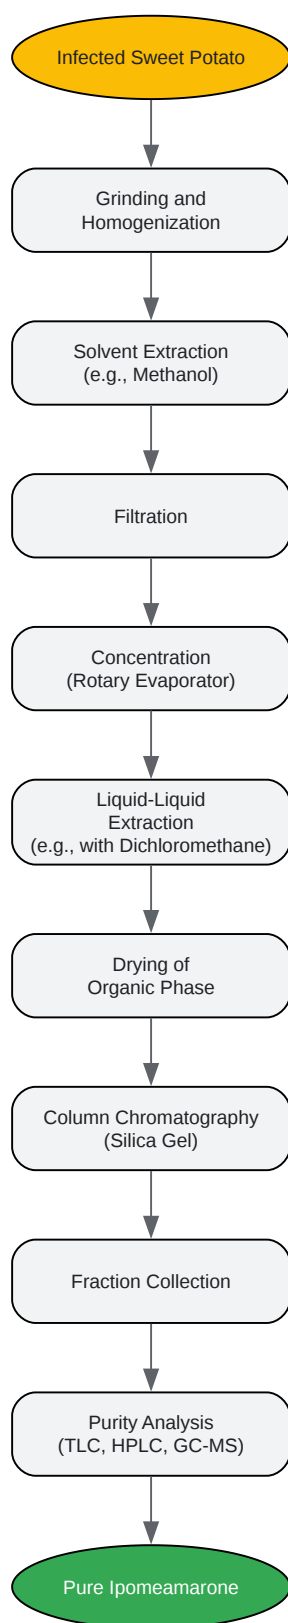 Infected Sweet Potato
Grinding and
Homogenization
Solvent Extraction
(e.g., Methanol)
Filtration
Concentration
(Rotary Evaporator)
Liquid-Liquid
Extraction
(e.g., with Dichloromethane)
Drying of
Organic Phase
Column Chromatography
(Silica Gel)
Fraction Collection
Purity Analysis
(TLC, HPLC, GC-MS)
Pure Ipomeamarone